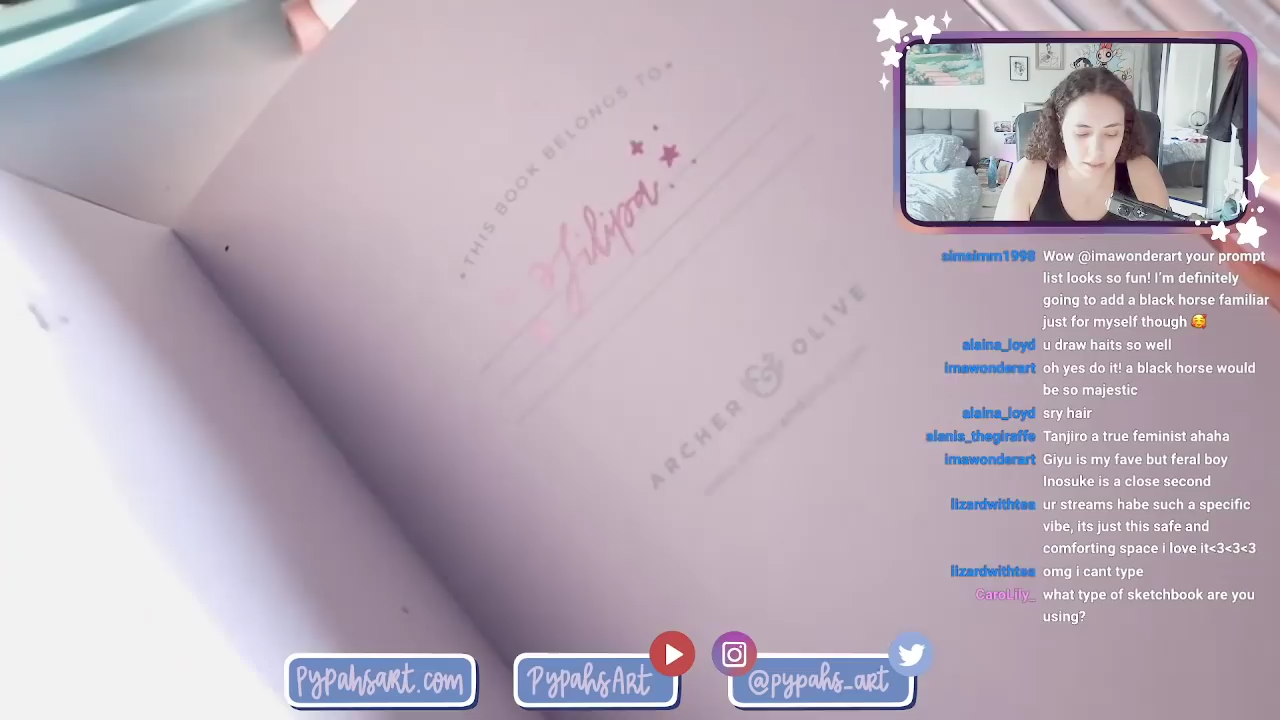 •THIS BOOK BELONGS TO•
Filipa
ARCHER & OLIVE
aimaimm1998 Wow @imawonderart your prompt
list looks so fun! I'm definitely
going to add a black horse familiar
just for myself though 🥰
alaina_loyd u draw haits so well
imawonderart oh yes do it! a black horse would
be so majestic
alaina_loyd sry hair
alanis_thegiraffe Tanjiro a true feminist ahaha
imawonderart Giyu is my fave but feral boy
Inosuke is a close second
lizardwithtea ur streams habe such a specific
vibe, its just this safe and
comforting space i love it<3<3<3
lizardwithtea omg i cant type
CaroLily_ what type of sketchbook are you
using?
Pypahsart.com
PypahsArt
@pypahs_art